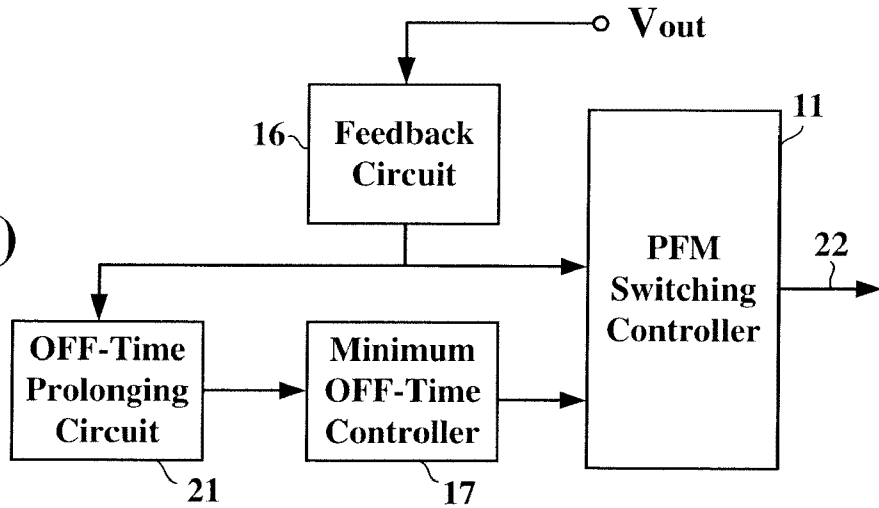 Vout
16
Feedback
Circuit
11
)
PFM
Switching
Controller
22
OFF-Time
Prolonging
Circuit
Minimum
OFF-Time
Controller
21
17